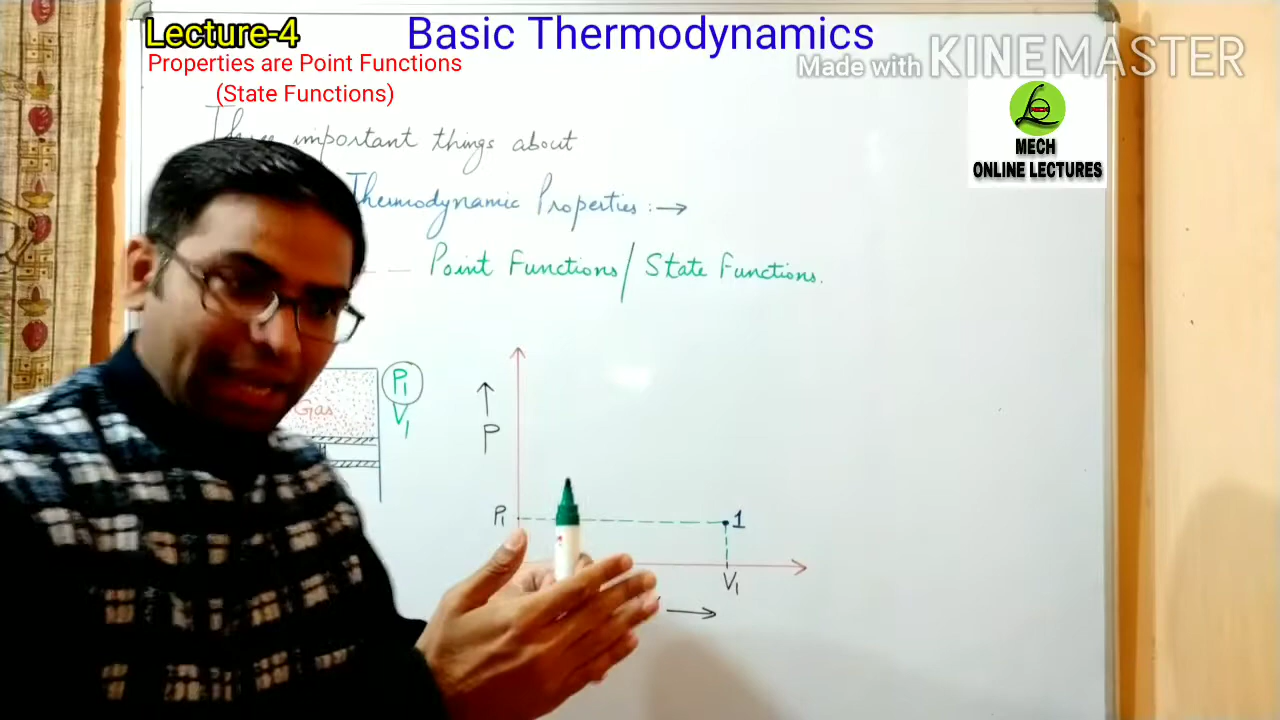 Lecture-4
Basic Thermodynamics
Properties are Point Functions
(State Functions)
Made with KINEMASTER
MECH
ONLINE LECTURES
Three important things about
Thermodynamic Properties :→
Point Functions / State Functions.
P1
V1
Gas
P
P1
1
V1